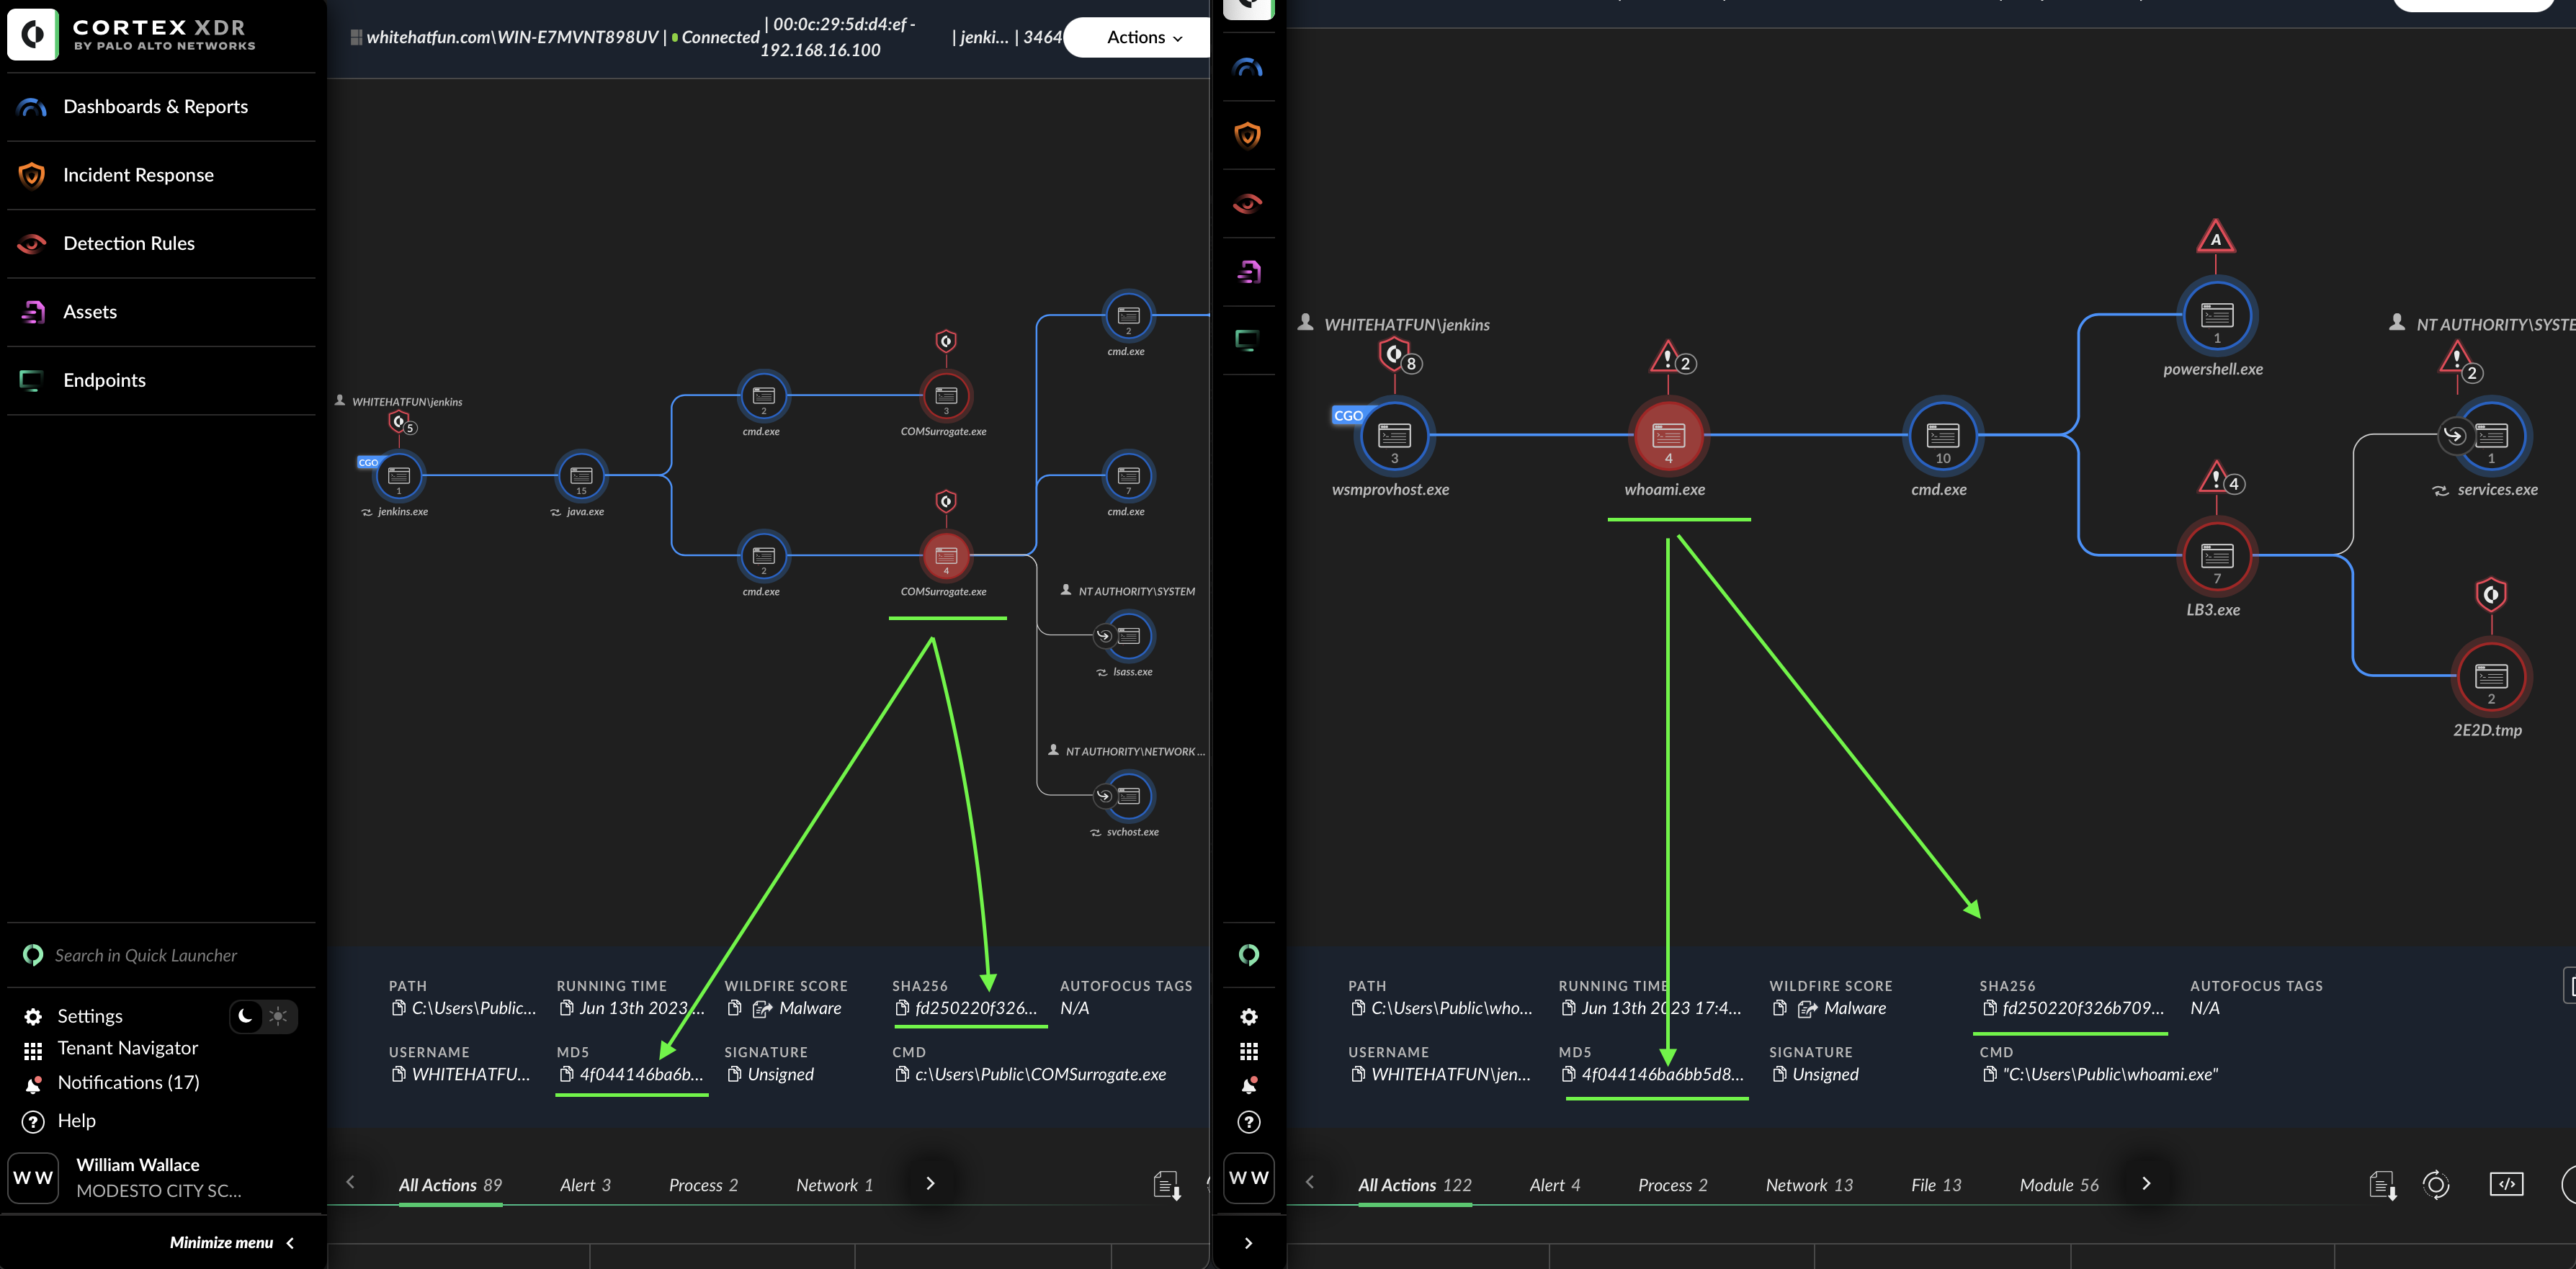 CORTEX XDR
BY PALO ALTO NETWORKS
Dashboards & Reports
Incident Response
Detection Rules
Assets
Endpoints
Search in Quick Launcher
Settings
Tenant Navigator
Notifications (17)
Help
W W
William Wallace
MODESTO CITY SC...
Minimize menu
whitehatfun.com\WIN-E7MVNT898UV | Connected | 00:0c:29:5d:d4:ef - 192.168.16.100 | jenki... | 3464
Actions
WHITEHATFUN\jenkins
5
CGO
1
jenkins.exe
15
java.exe
2
cmd.exe
3
COMSurrogate.exe
2
cmd.exe
4
COMSurrogate.exe
2
cmd.exe
7
cmd.exe
NT AUTHORITY\SYSTEM
lsass.exe
NT AUTHORITY\NETWORK ...
svchost.exe
PATH
C:\Users\Public...
RUNNING TIME
Jun 13th 2023...
WILDFIRE SCORE
Malware
SHA256
fd250220f326...
AUTOFOCUS TAGS
N/A
USERNAME
WHITEHATFU...
MD5
4f044146ba6b...
SIGNATURE
Unsigned
CMD
c:\Users\Public\COMSurrogate.exe
All Actions 89
Alert 3
Process 2
Network 1
W W
WHITEHATFUN\jenkins
8
CGO
3
wsmprovhost.exe
2
4
whoami.exe
10
cmd.exe
A
1
powershell.exe
4
7
LB3.exe
NT AUTHORITY\SYSTE
2
1
services.exe
2
2E2D.tmp
PATH
C:\Users\Public\who...
RUNNING TIME
Jun 13th 2023 17:4...
WILDFIRE SCORE
Malware
SHA256
fd250220f326b709...
AUTOFOCUS TAGS
N/A
USERNAME
WHITEHATFUN\jen...
MD5
4f044146ba6bb5d8...
SIGNATURE
Unsigned
CMD
"C:\Users\Public\whoami.exe"
All Actions 122
Alert 4
Process 2
Network 13
File 13
Module 56